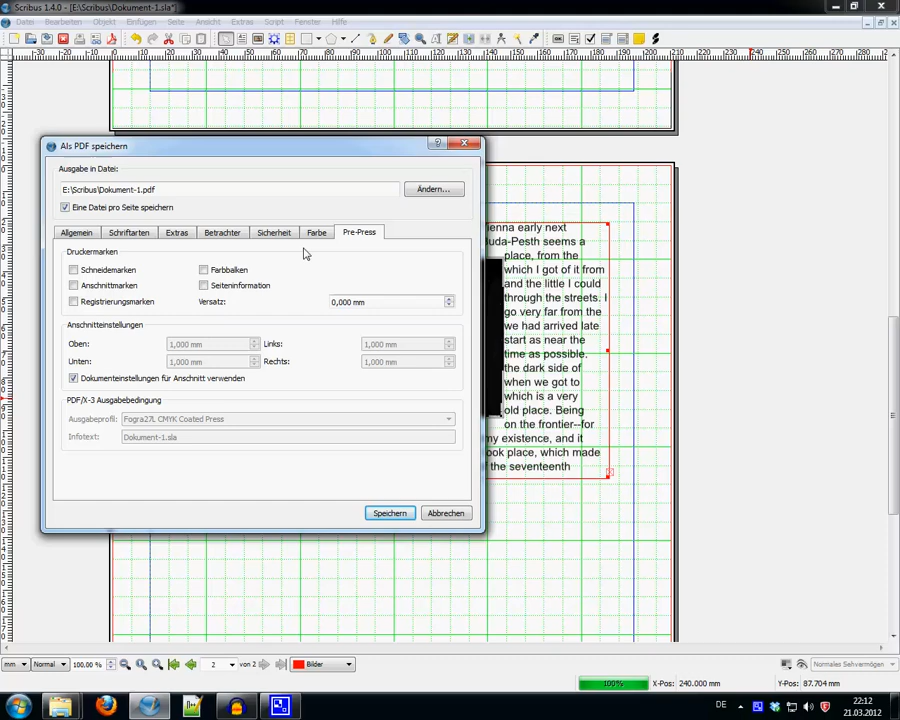 Scribus 1.4.0 - [E:\Scribus\Dokument-1.sla*]
Datei Bearbeiten Objekt Einfügen Seite Ansicht Extras Skript Fenster Hilfe
Als PDF speichern
Ausgabe in Datei:
E:\Scribus\Dokument-1.pdf
Ändern...
Eine Datei pro Seite speichern
Allgemein Schriftarten Extras Betrachter Sicherheit Farbe Pre-Press
Druckermarken
Schneidemarken Farbbalken
Anschnittmarken Seiteninformation
Registrierungsmarken Versatz: 0,000 mm
Anschnitteinstellungen
Oben: 1,000 mm Links: 1,000 mm
Unten: 1,000 mm Rechts: 1,000 mm
Dokumenteinstellungen für Anschnitt verwenden
PDF/X-3 Ausgabebedingung
Ausgabeprofil: Fogra27L CMYK Coated Press
Infotext: Dokument-1.sla
Speichern Abbrechen
ienna early next
uda-Pesth seems a
place, from the
which I got of it from
and the little I could
through the streets. I
go very far from the
we had arrived late
start as near the
time as possible.
the dark side of
when we got to
which is a very
old place. Being
on the frontier--for
my existence, and it
ook place, which made
f the seventeenth
mm Normal 100.00 % 2 von 2 Bilder Normales Sehvermögen
100% X-Pos: 240.000 mm Y-Pos: 87.704 mm
DE 22:12
21.03.2012